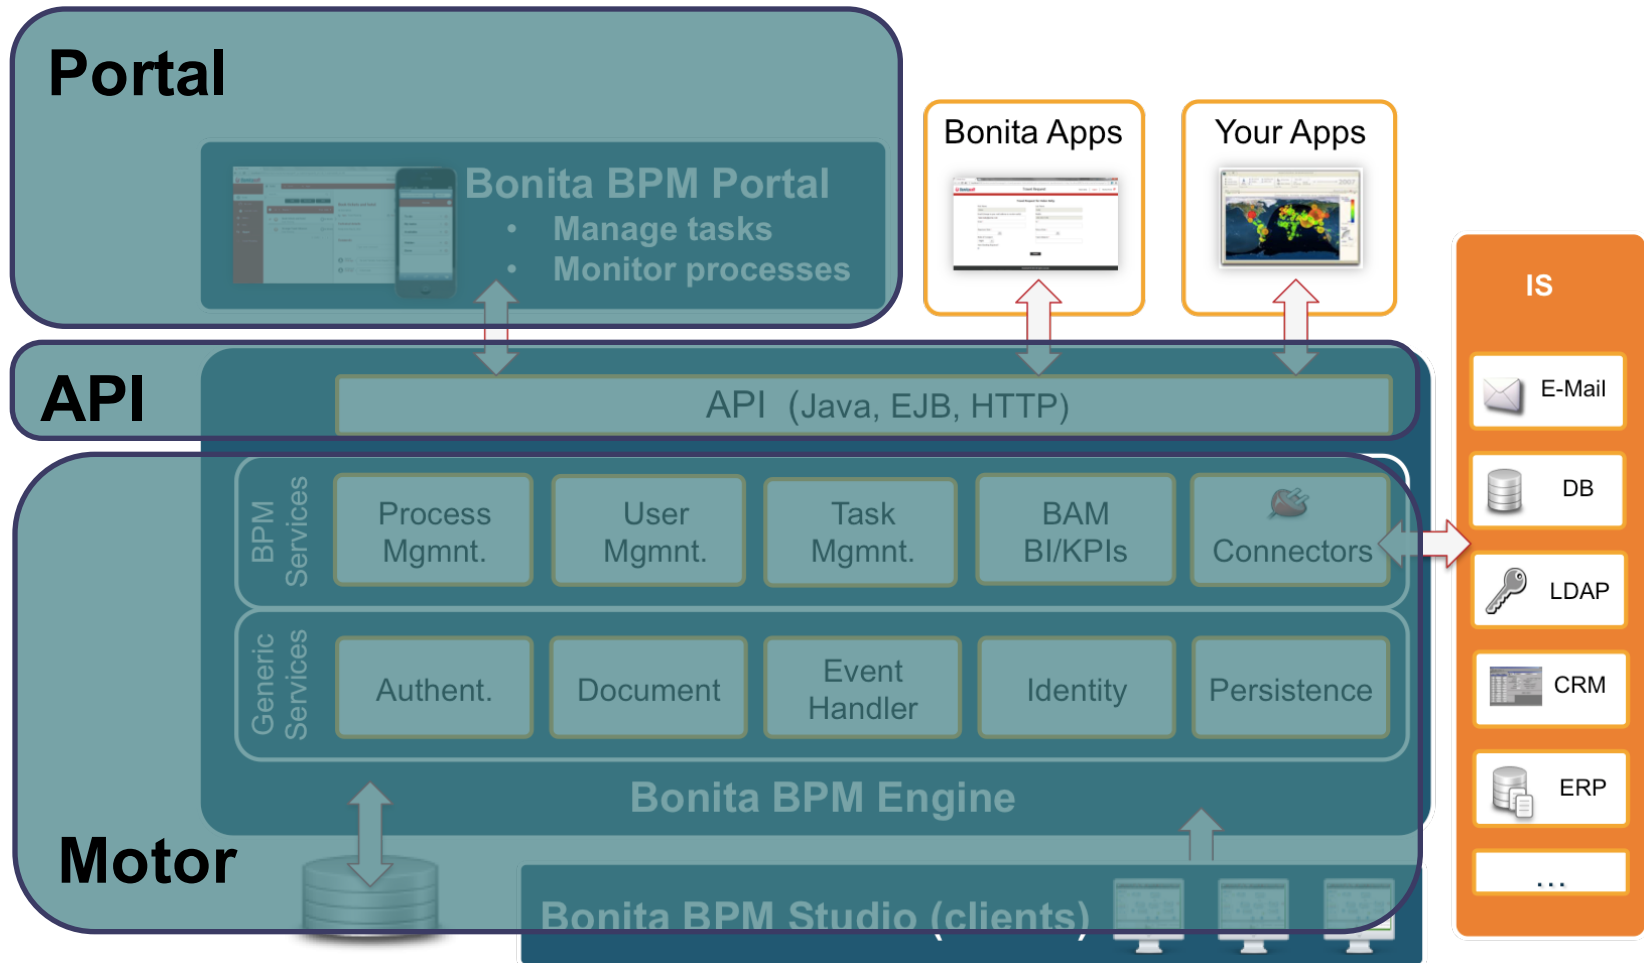 Portal
Bonita BPM Portal
• Manage tasks
• Monitor processes
Bonita Apps
Your Apps
API
API (Java, EJB, HTTP)
BPM
Services
Process
Mgmnt.
User
Mgmnt.
Task
Mgmnt.
BAM
BI/KPIs
Connectors
Generic
Services
Authent.
Document
Event
Handler
Identity
Persistence
Bonita BPM Engine
Motor
Bonita BPM Studio (clients)
IS
E-Mail
DB
LDAP
CRM
ERP
...